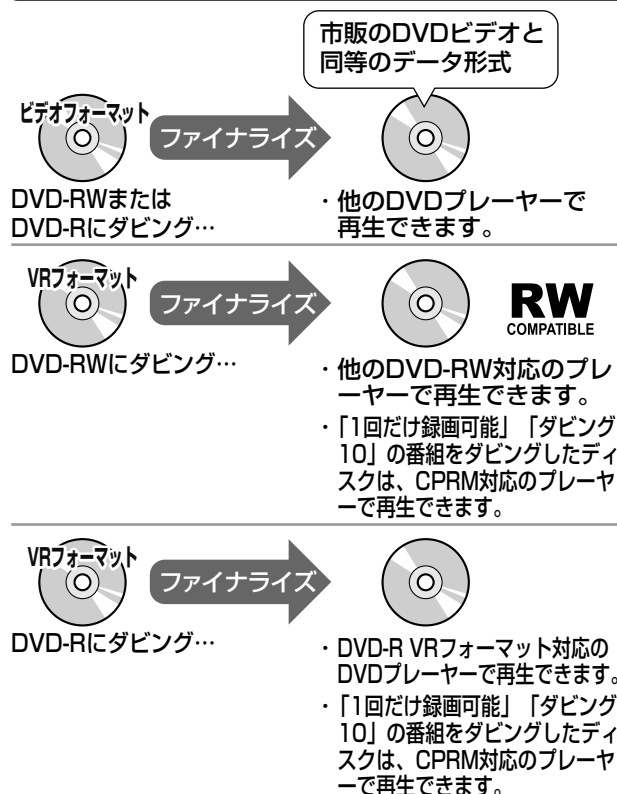 市販のDVDビデオと
同等のデータ形式
ビデオフォーマット
ファイナライズ
DVD-RWまたは
DVD-Rにダビング…
・他のDVDプレーヤーで
再生できます。
VRフォーマット
ファイナライズ
RW
COMPATIBLE
DVD-RWにダビング…
・他のDVD-RW対応のプレ
ーヤーで再生できます。
・「1回だけ録画可能」「ダビング
10」の番組をダビングしたディ
スクは、CPRM対応のプレーヤ
ーで再生できます。
VRフォーマット
ファイナライズ
DVD-Rにダビング…
・DVD-R VRフォーマット対応の
DVDプレーヤーで再生できます。
・「1回だけ録画可能」「ダビング
10」の番組をダビングしたディ
スクは、CPRM対応のプレーヤ
ーで再生できます。